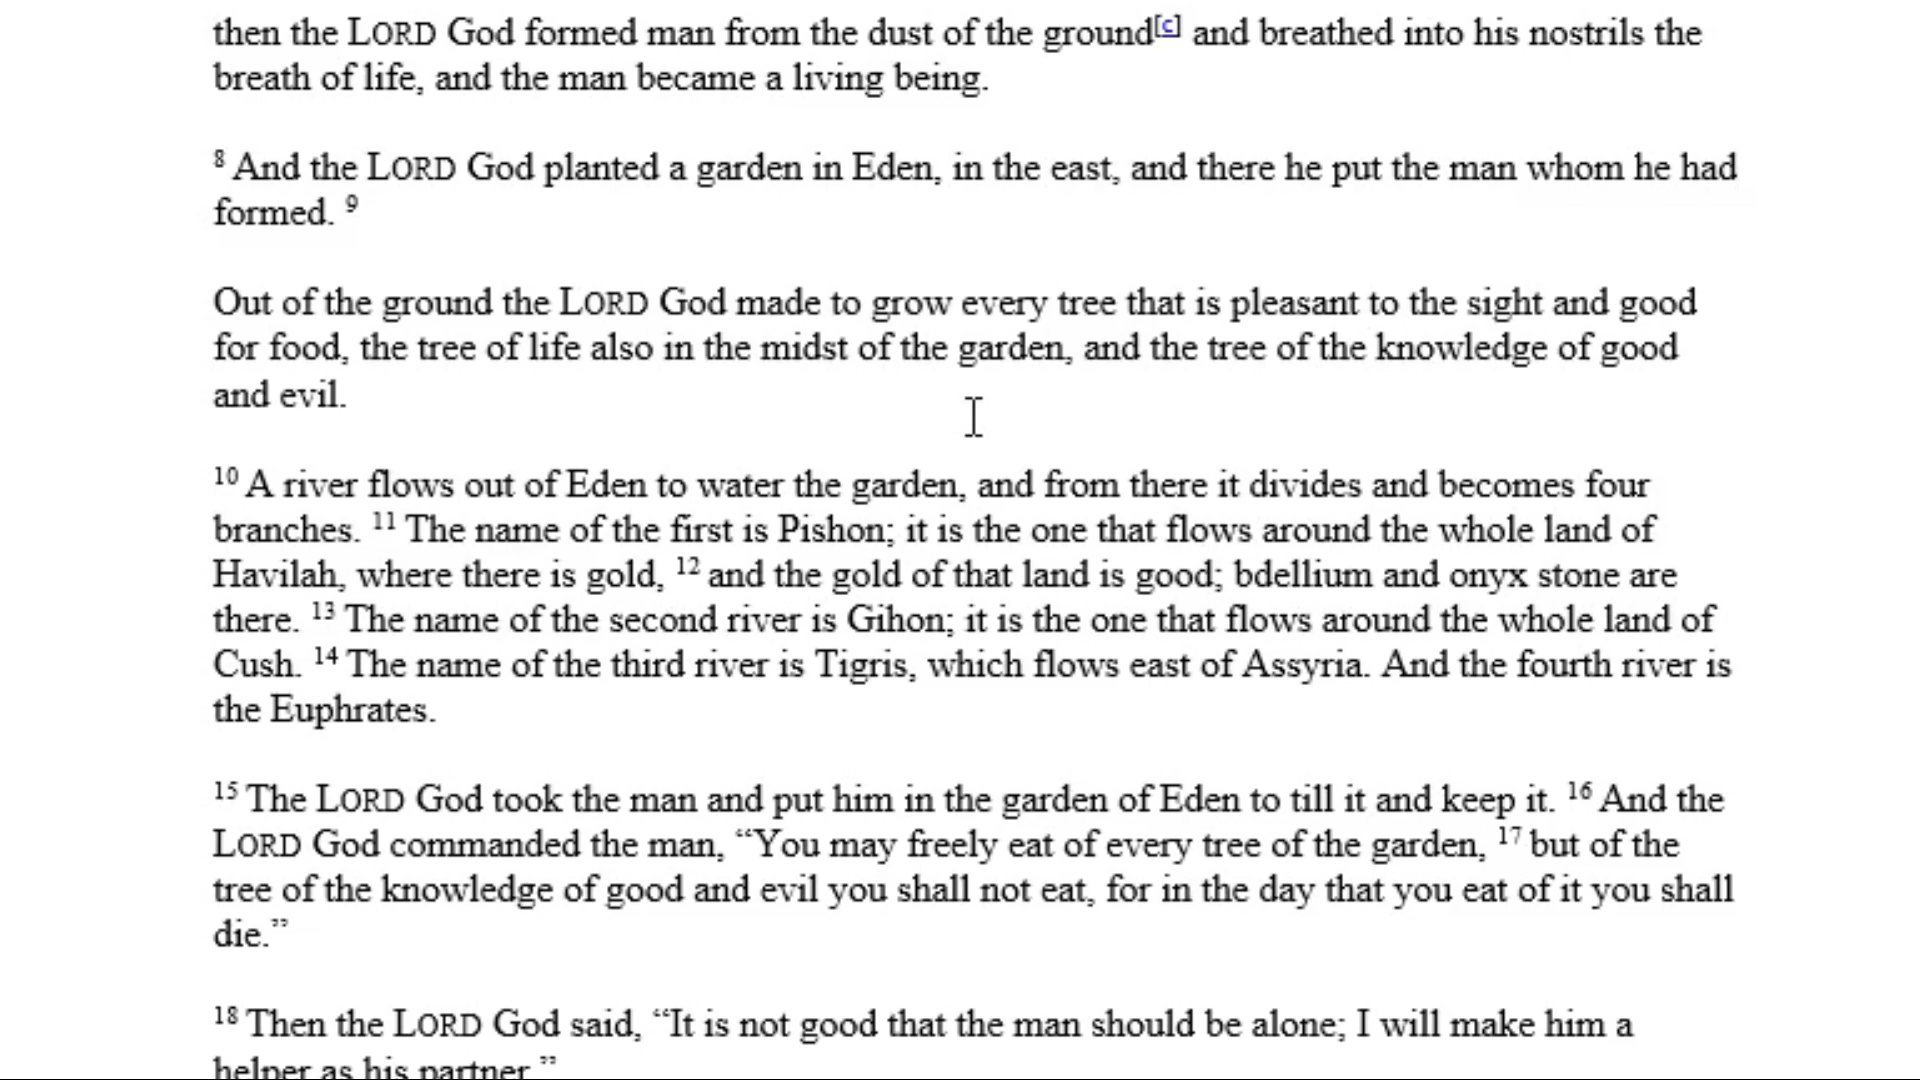 then the LORD God formed man from the dust of the ground[c] and breathed into his nostrils the
breath of life, and the man became a living being.
8 And the LORD God planted a garden in Eden, in the east, and there he put the man whom he had
formed. 9
Out of the ground the LORD God made to grow every tree that is pleasant to the sight and good
for food, the tree of life also in the midst of the garden, and the tree of the knowledge of good
and evil.
10 A river flows out of Eden to water the garden, and from there it divides and becomes four
branches. 11 The name of the first is Pishon; it is the one that flows around the whole land of
Havilah, where there is gold, 12 and the gold of that land is good; bdellium and onyx stone are
there. 13 The name of the second river is Gihon; it is the one that flows around the whole land of
Cush. 14 The name of the third river is Tigris, which flows east of Assyria. And the fourth river is
the Euphrates.
15 The LORD God took the man and put him in the garden of Eden to till it and keep it. 16 And the
LORD God commanded the man, “You may freely eat of every tree of the garden, 17 but of the
tree of the knowledge of good and evil you shall not eat, for in the day that you eat of it you shall
die.”
18 Then the LORD God said, “It is not good that the man should be alone; I will make him a
helper as his partner.”